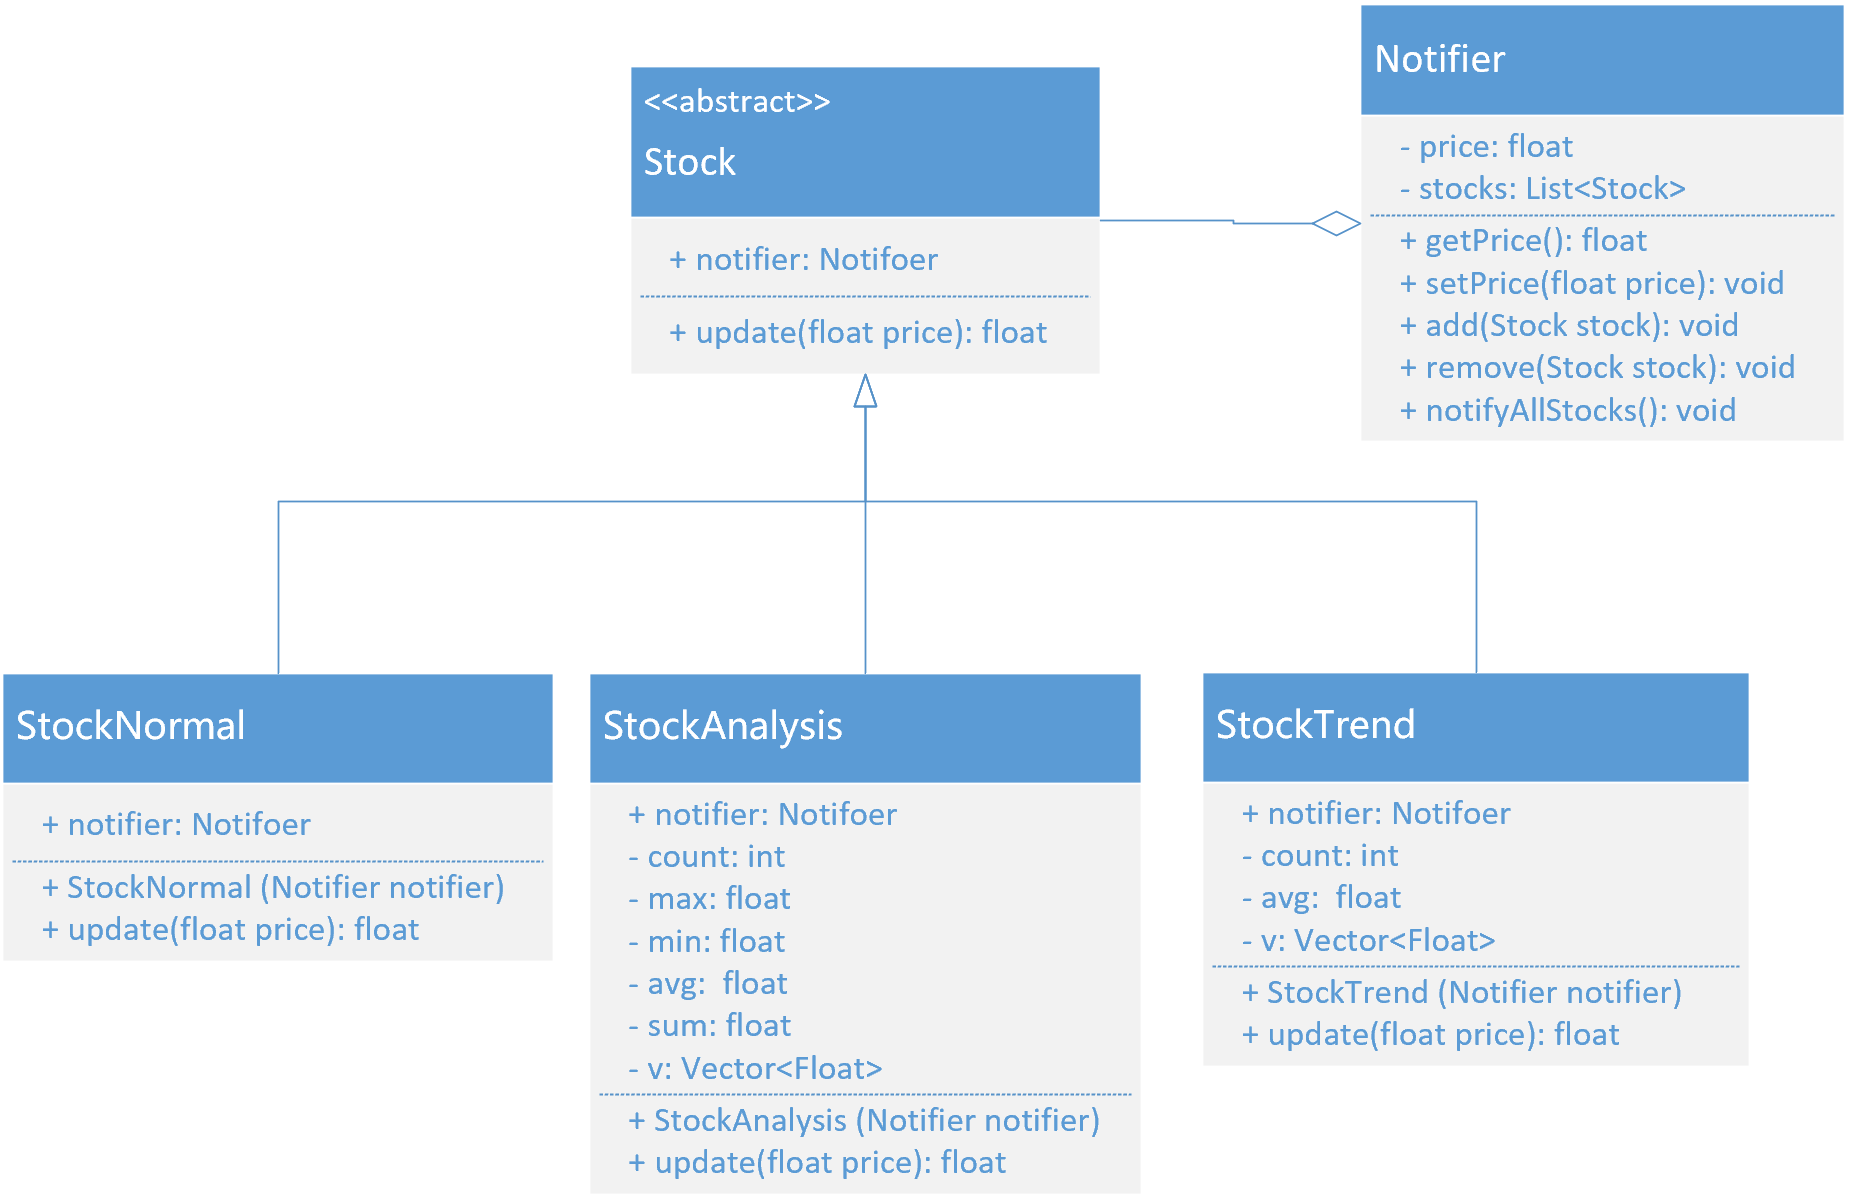 <<abstract>>
Stock
+ notifier: Notifoer
+ update(float price): float
Notifier
- price: float
- stocks: List<Stock>
+ getPrice(): float
+ setPrice(float price): void
+ add(Stock stock): void
+ remove(Stock stock): void
+ notifyAllStocks(): void
StockNormal
+ notifier: Notifoer
+ StockNormal (Notifier notifier)
+ update(float price): float
StockAnalysis
+ notifier: Notifoer
- count: int
- max: float
- min: float
- avg:  float
- sum: float
- v: Vector<Float>
+ StockAnalysis (Notifier notifier)
+ update(float price): float
StockTrend
+ notifier: Notifoer
- count: int
- avg:  float
- v: Vector<Float>
+ StockTrend (Notifier notifier)
+ update(float price): float